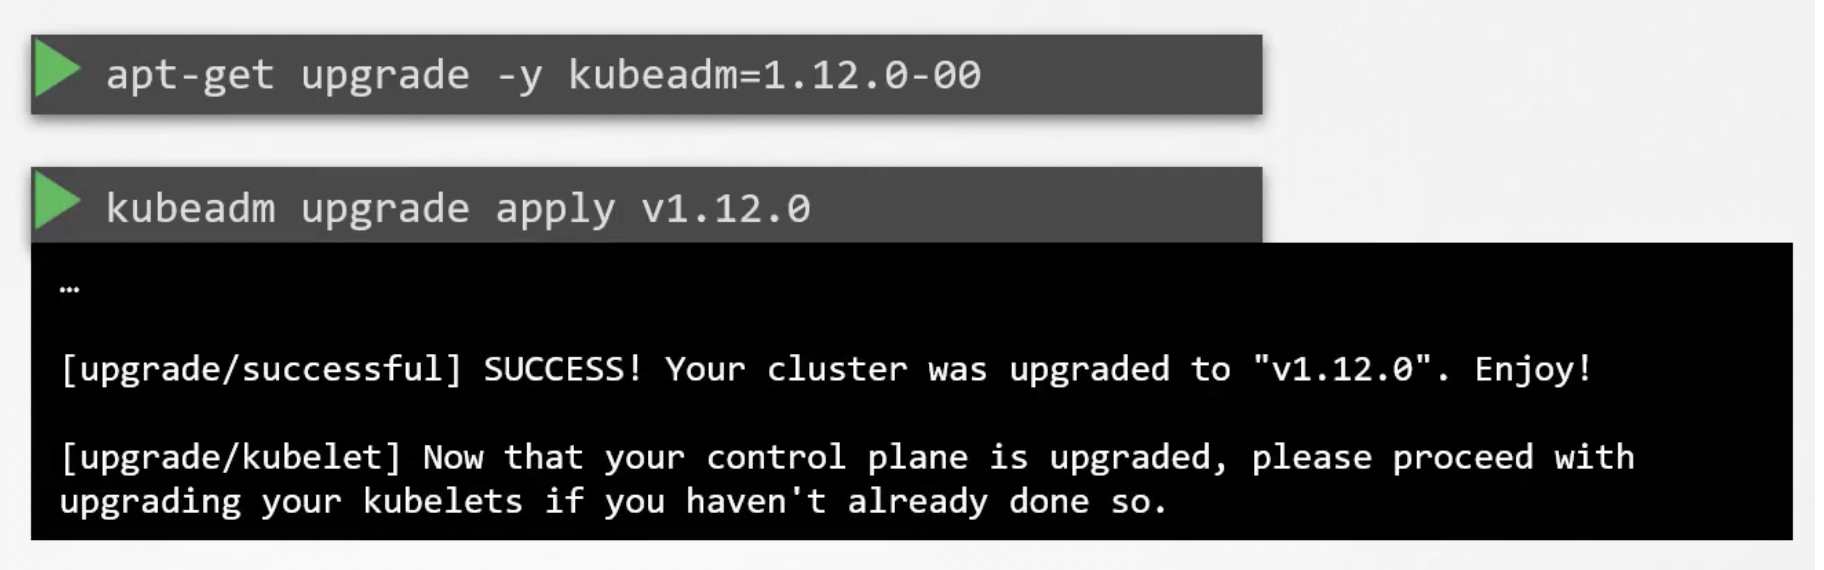 apt-get upgrade -y kubeadm=1.12.0-00
kubeadm upgrade apply v1.12.0
…
[upgrade/successful] SUCCESS! Your cluster was upgraded to "v1.12.0". Enjoy!
[upgrade/kubelet] Now that your control plane is upgraded, please proceed with
upgrading your kubelets if you haven't already done so.